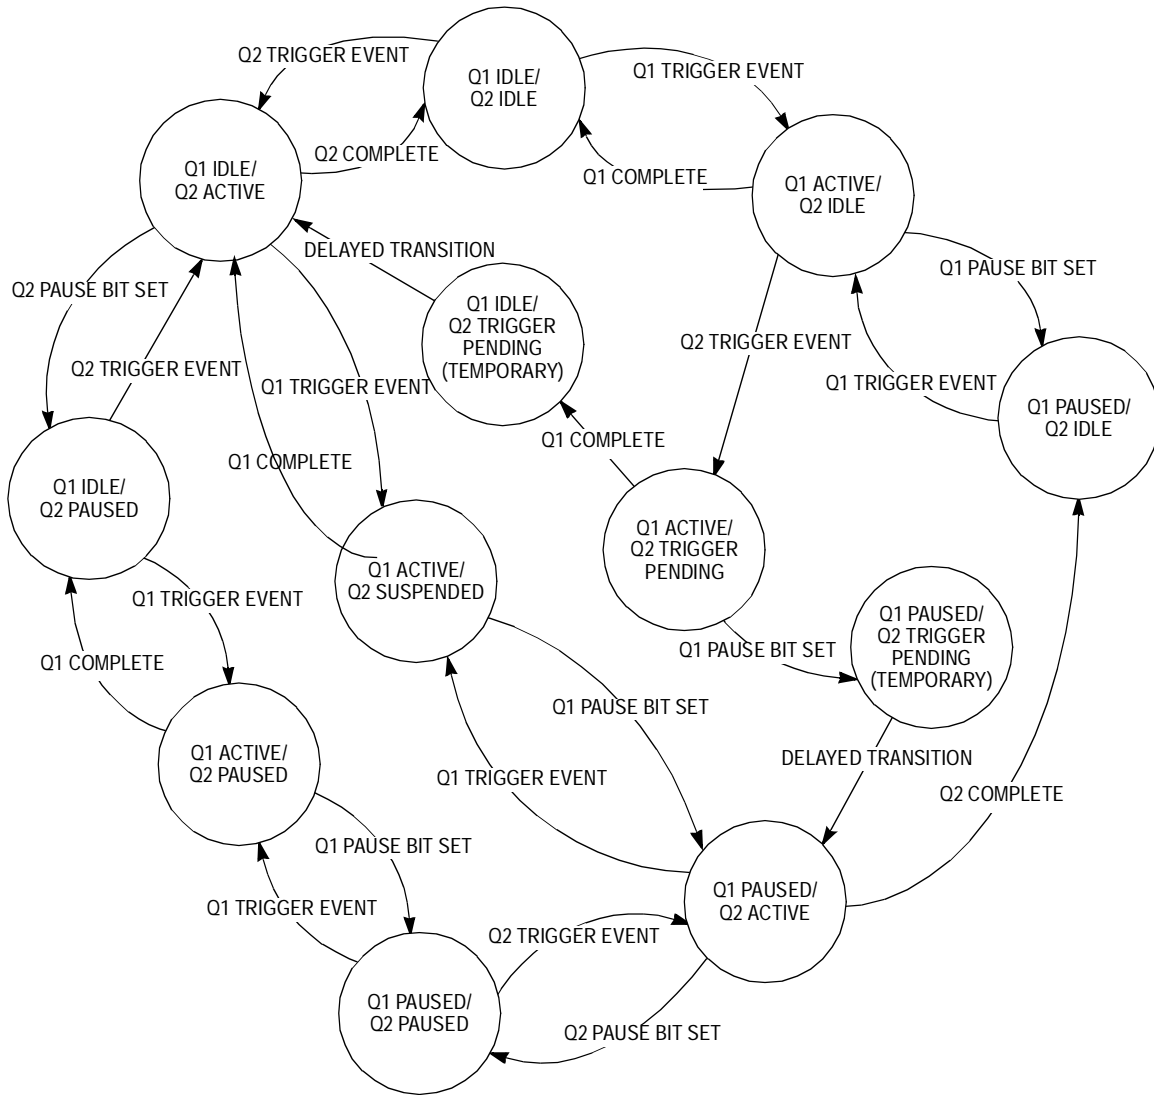 Q2 TRIGGER EVENT
Q1 IDLE/
Q2 IDLE
Q1 TRIGGER EVENT
Q2 COMPLETE
Q1 COMPLETE
Q1 IDLE/
Q2 ACTIVE
Q1 ACTIVE/
Q2 IDLE
DELAYED TRANSITION
Q1 PAUSE BIT SET
Q2 PAUSE BIT SET
Q1 IDLE/
Q2 TRIGGER
PENDING
(TEMPORARY)
Q2 TRIGGER EVENT
Q2 TRIGGER EVENT
Q1 TRIGGER EVENT
Q1 TRIGGER EVENT
Q1 PAUSED/
Q2 IDLE
Q1 COMPLETE
Q1 COMPLETE
Q1 IDLE/
Q2 PAUSED
Q1 ACTIVE/
Q2 TRIGGER
PENDING
Q1 ACTIVE/
Q2 SUSPENDED
Q1 TRIGGER EVENT
Q1 PAUSED/
Q2 TRIGGER
PENDING
(TEMPORARY)
Q1 COMPLETE
Q1 PAUSE BIT SET
Q1 PAUSE BIT SET
Q1 ACTIVE/
Q2 PAUSED
Q1 TRIGGER EVENT
DELAYED TRANSITION
Q2 COMPLETE
Q1 PAUSE BIT SET
Q1 PAUSED/
Q2 ACTIVE
Q1 TRIGGER EVENT
Q2 TRIGGER EVENT
Q1 PAUSED/
Q2 PAUSED
Q2 PAUSE BIT SET